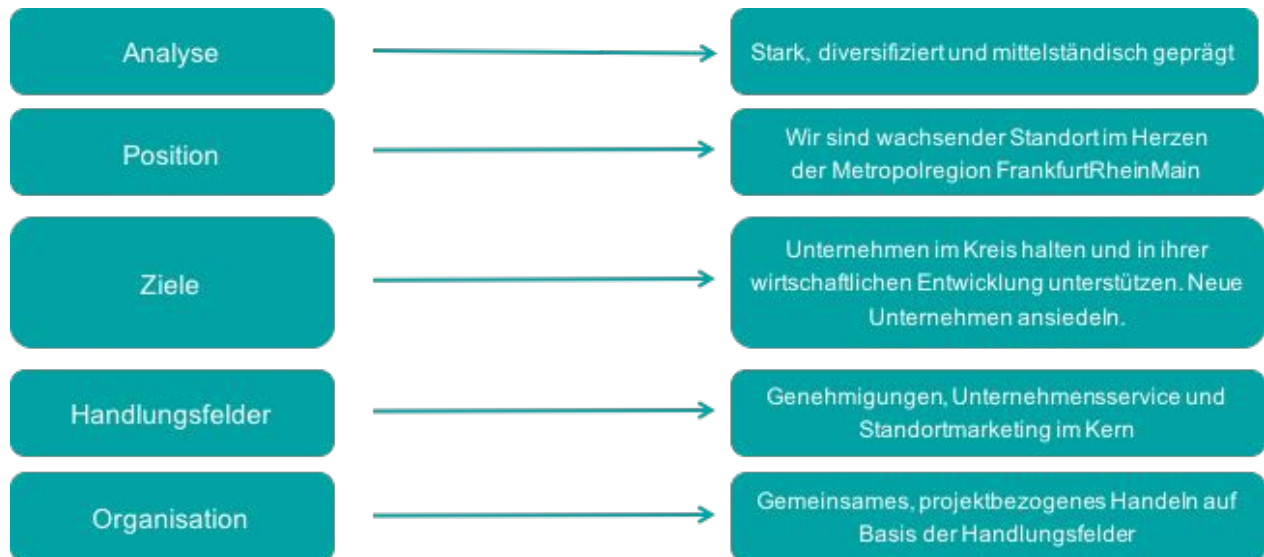 Analyse
Stark, diversifiziert und mittelständisch geprägt
Position
Wir sind wachsender Standort im Herzen
der Metropolregion FrankfurtRheinMain
Ziele
Unternehmen im Kreis halten und in ihrer
wirtschaftlichen Entwicklung unterstützen. Neue
Unternehmen ansiedeln.
Handlungsfelder
Genehmigungen, Unternehmensservice und
Standortmarketing im Kern
Organisation
Gemeinsames, projektbezogenes Handeln auf
Basis der Handlungsfelder